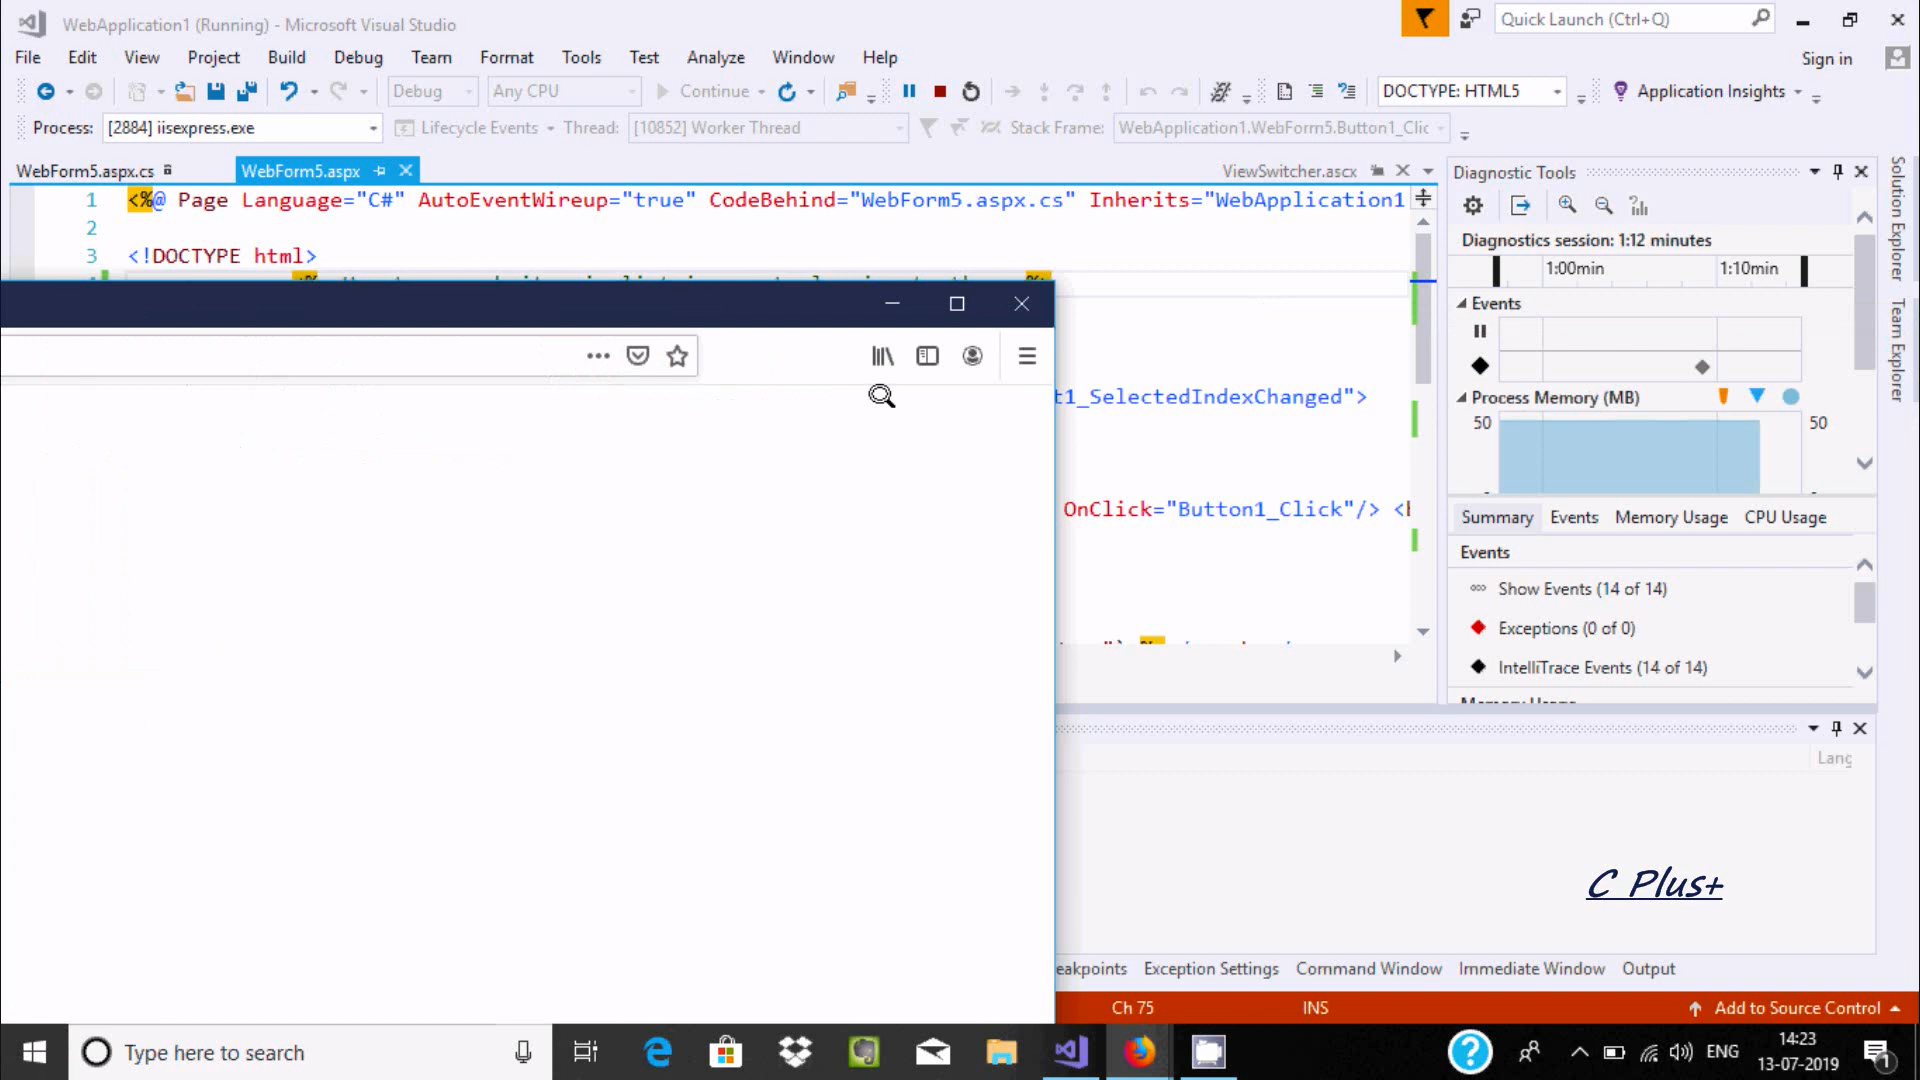 WebApplication1 (Running) - Microsoft Visual Studio
Quick Launch (Ctrl+Q)
File Edit View Project Build Debug Team Format Tools Test Analyze Window Help
Sign in
Debug Any CPU Continue DOCTYPE: HTML5 Application Insights
Process: [2884] iisexpress.exe Lifecycle Events Thread: [10852] Worker Thread Stack Frame: WebApplication1.WebForm5.Button1_Clic
WebForm5.aspx.cs WebForm5.aspx ViewSwitcher.ascx
1 <%@ Page Language="C#" AutoEventWireup="true" CodeBehind="WebForm5.aspx.cs" Inherits="WebApplication1
2
3 <!DOCTYPE html>
t1_SelectedIndexChanged">
OnClick="Button1_Click"/> <
Diagnostic Tools
Diagnostics session: 1:12 minutes
1:00min 1:10min
Events
Process Memory (MB)
50 50
Summary Events Memory Usage CPU Usage
Events
Show Events (14 of 14)
Exceptions (0 of 0)
IntelliTrace Events (14 of 14)
Solution Explorer
Team Explorer
Lang
C Plus+
eakpoints Exception Settings Command Window Immediate Window Output
Ch 75 INS Add to Source Control
Type here to search
ENG
14:23
13-07-2019
1